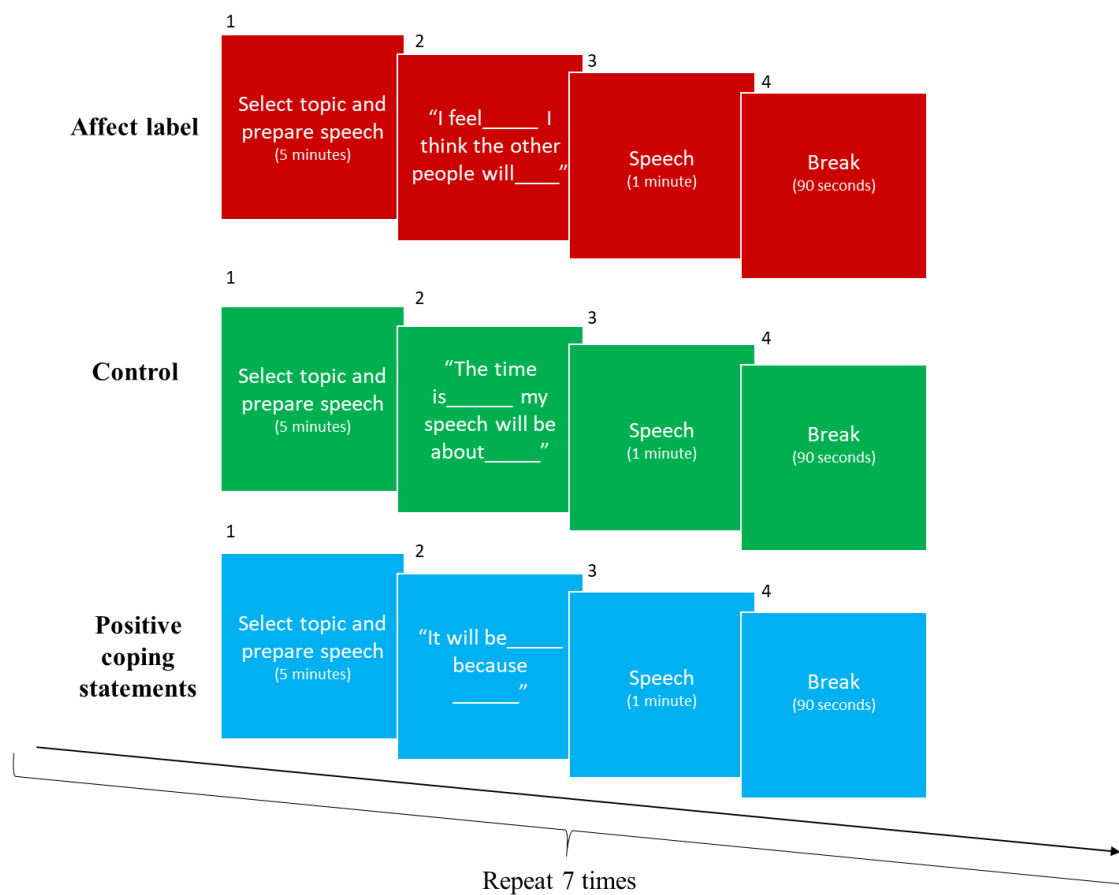 1
2
3
4
Affect label
Select topic and
prepare speech
(5 minutes)
“I feel_____ I
think the other
people will____”
Speech
(1 minute)
Break
(90 seconds)
1
2
3
4
Control
Select topic and
prepare speech
(5 minutes)
“The time
is______ my
speech will be
about_____”
Speech
(1 minute)
Break
(90 seconds)
1
2
3
4
Positive
coping
statements
Select topic and
prepare speech
(5 minutes)
“It will be_____
because
______”
Speech
(1 minute)
Break
(90 seconds)
Repeat 7 times